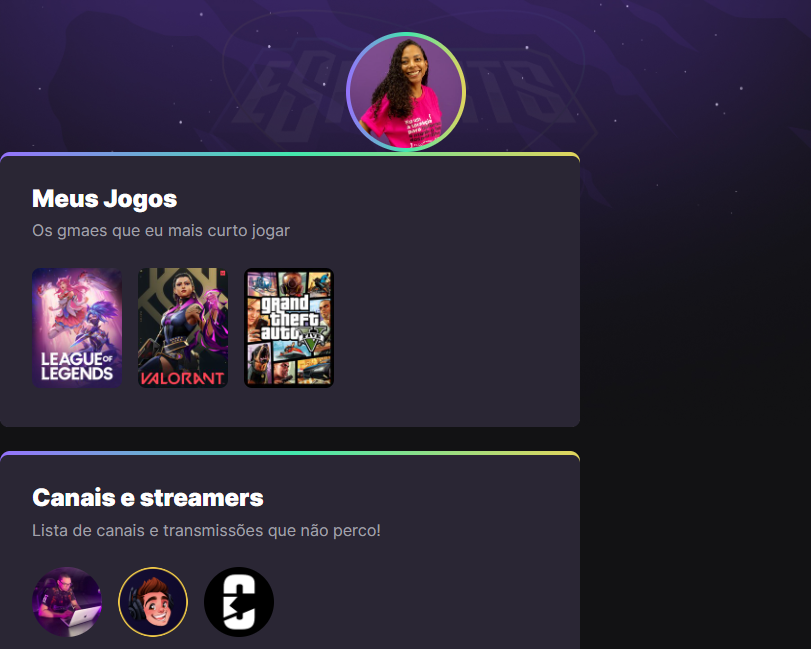 ESPORTS
Meus Jogos
Os gmaes que eu mais curto jogar
LEAGUE OF
LEGENDS
VALORANT
grand
theft
auto
V
Canais e streamers
Lista de canais e transmissões que não perco!